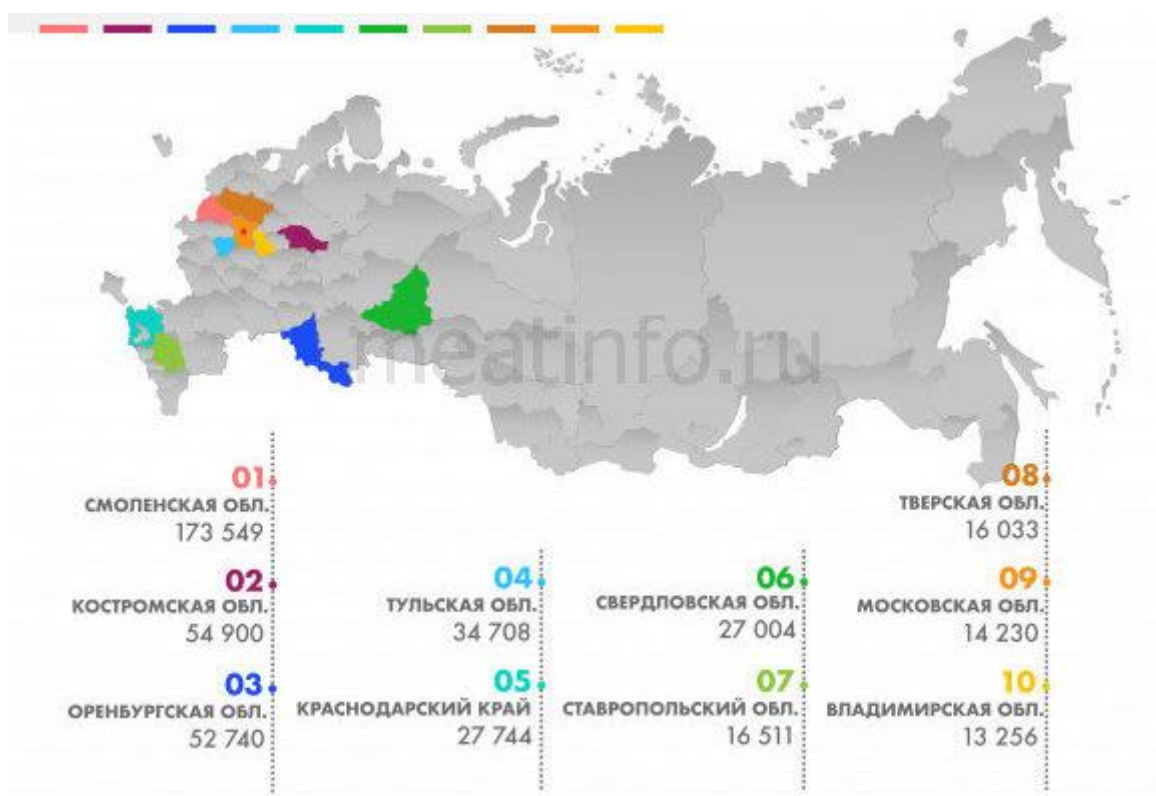 meatinfo.ru
01
СМОЛЕНСКАЯ ОБЛ.
173 549
02
КОСТРОМСКАЯ ОБЛ.
54 900
03
ОРЕНБУРГСКАЯ ОБЛ.
52 740
04
ТУЛЬСКАЯ ОБЛ.
34 708
05
КРАСНОДАРСКИЙ КРАЙ
27 744
06
СВЕРДЛОВСКАЯ ОБЛ.
27 004
07
СТАВРОПОЛЬСКИЙ ОБЛ.
16 511
08
ТВЕРСКАЯ ОБЛ.
16 033
09
МОСКОВСКАЯ ОБЛ.
14 230
10
ВЛАДИМИРСКАЯ ОБЛ.
13 256